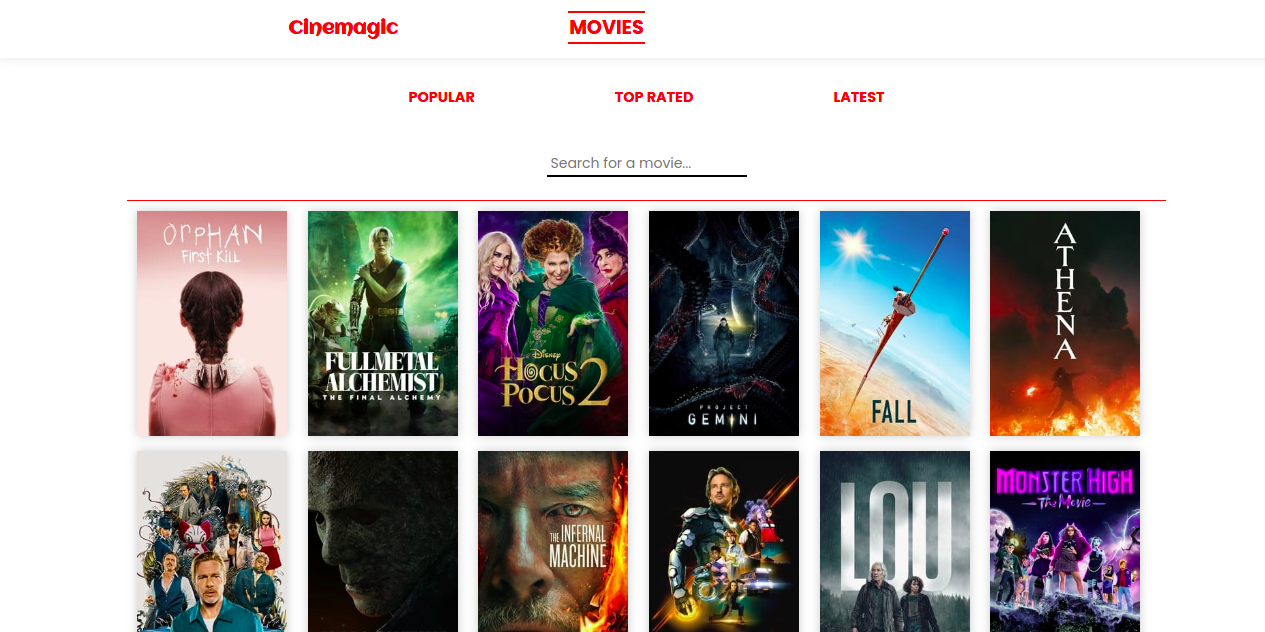 Cinemagic
MOVIES
POPULAR
TOP RATED
LATEST
Search for a movie...
ORPHAN
FIRST KILL
FULLMETAL
ALCHEMIST
THE FINAL ALCHEMY
DISNEY
HOCUS
POCUS 2
PROJECT
GEMINI
FALL
ATHENA
THE INFERNAL
MACHINE
LOU
MONSTER HIGH
The Movie